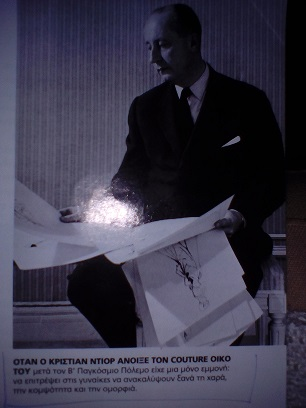 ΟΤΑΝ Ο ΚΡΙΣΤΙΑΝ ΝΤΙΟΡ ΑΝΟΙΞΕ ΤΟΝ COUTURE ΟΙΚΟ
ΤΟΥ μετά τον Β' Παγκόσμιο Πόλεμο είχε μια μόνο εμμονή:
να επιτρέψει στις γυναίκες να ανακαλύψουν ξανά τη χαρά,
την κομψότητα και την ομορφιά.